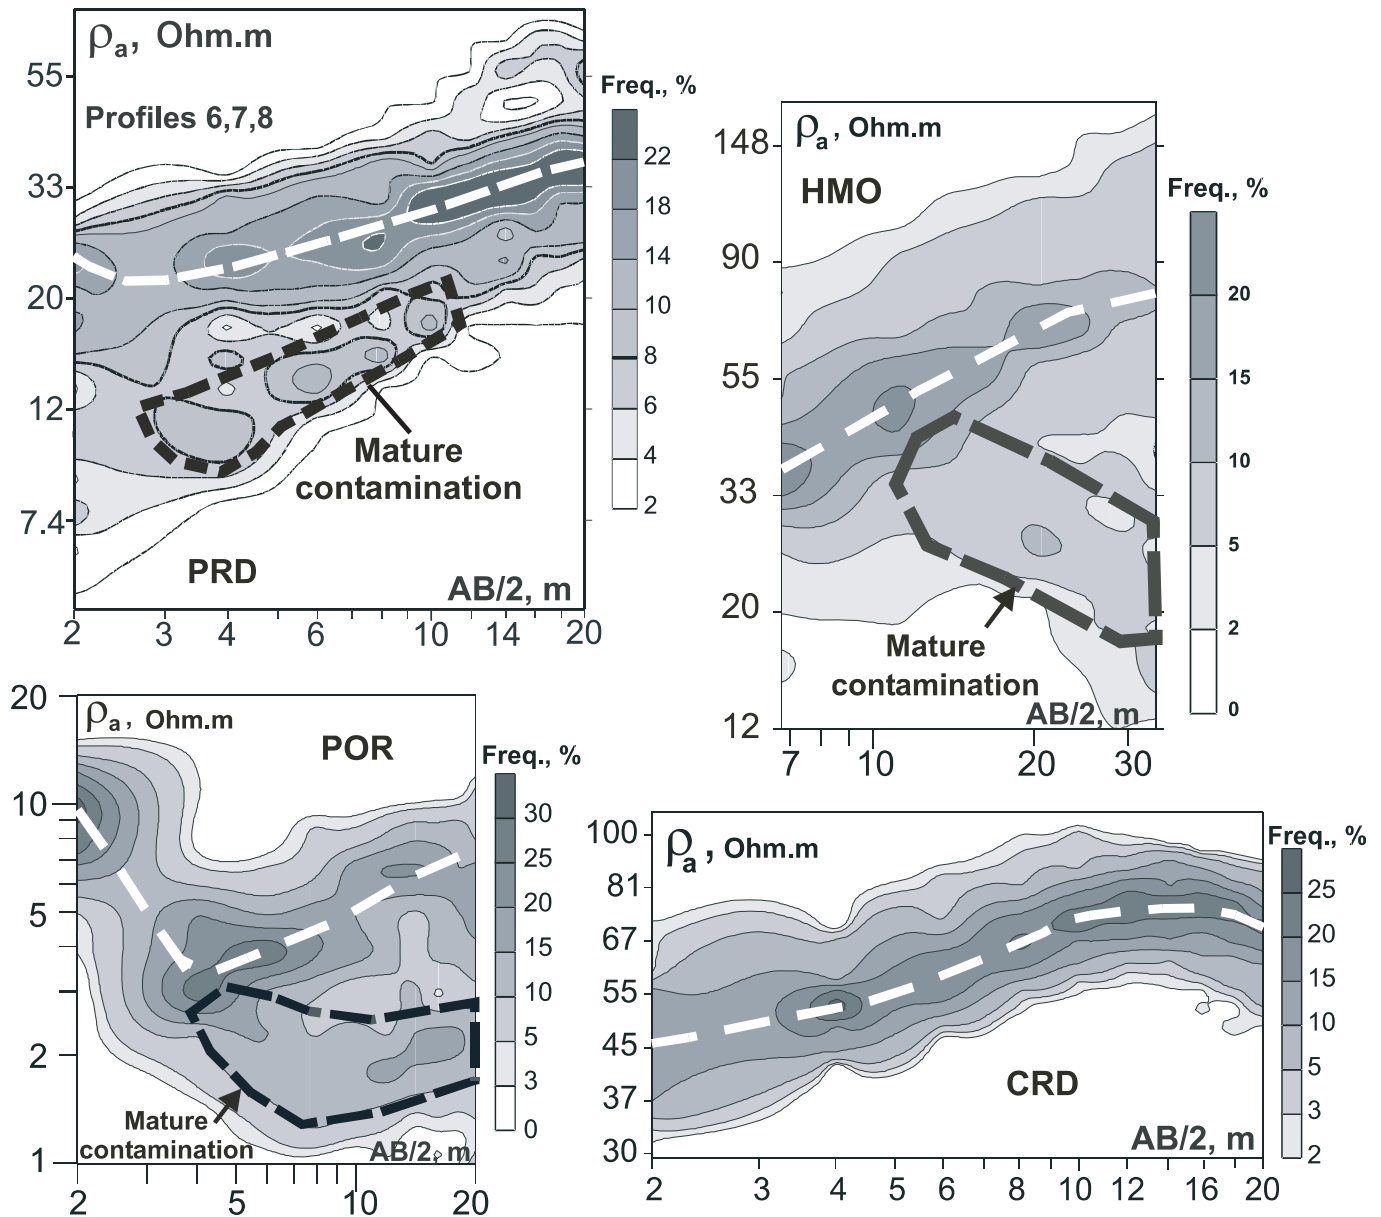 ρa, Ohm.m
Profiles 6,7,8
55
33
20
12
7.4
Mature
contamination
PRD
AB/2, m
2 3 4 6 10 14 20
Freq., %
22
18
14
10
8
6
4
2
ρa, Ohm.m
HMO
148
90
55
33
20
12
Mature
contamination
AB/2, m
7 10 20 30
Freq., %
20
15
10
5
2
0
ρa, Ohm.m
POR
20
10
5
2
1
Mature
contamination
AB/2, m
2 5 10 20
Freq., %
30
25
20
15
10
5
3
0
ρa, Ohm.m
100
81
67
55
45
37
30
CRD
AB/2, m
2 3 4 5 6 8 10 12 16 20
Freq., %
25
20
15
10
5
3
2